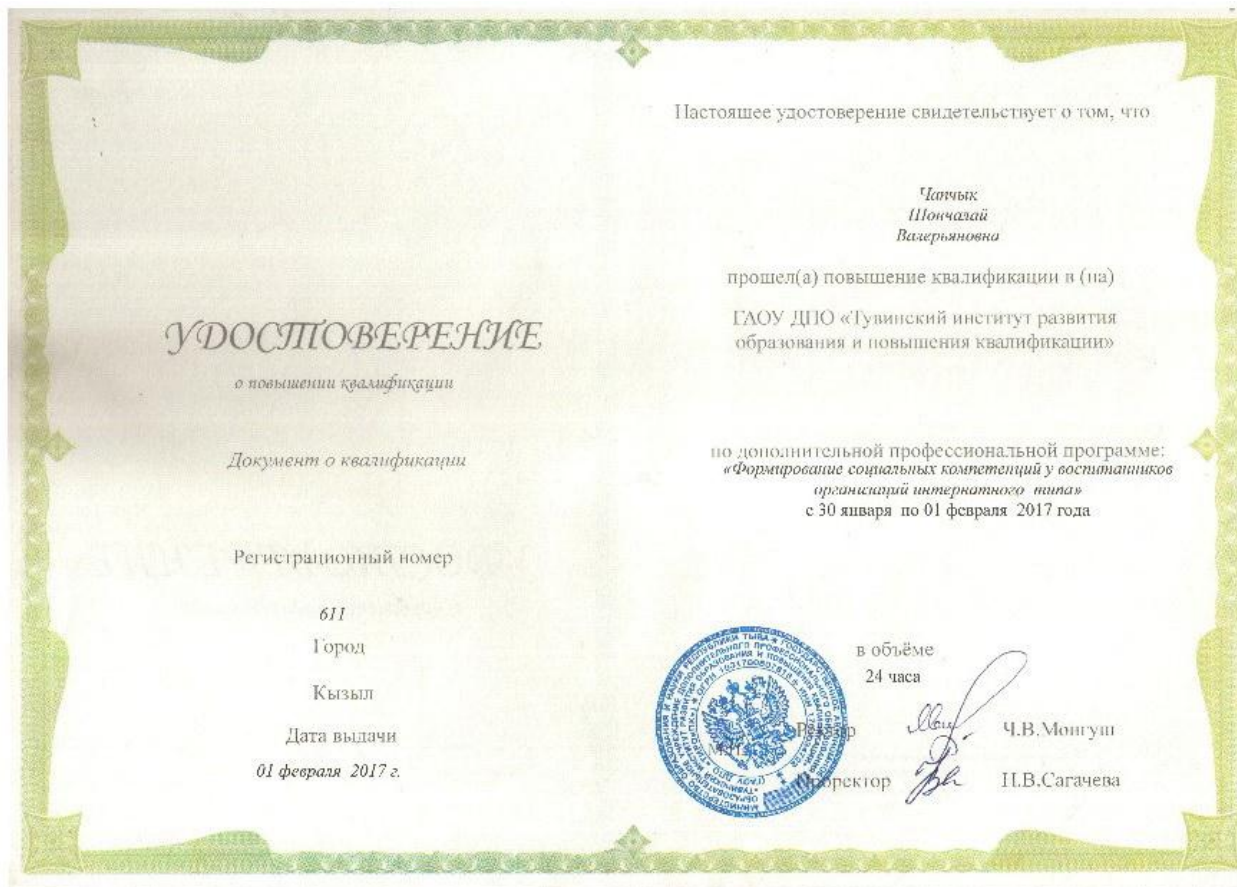 УДОСТОВЕРЕНИЕ
о повышении квалификации
Документ о квалификации
Регистрационный номер
611
Город
Кызыл
Дата выдачи
01 февраля 2017 г.
Настоящее удостоверение свидетельствует о том, что
Чапчык
Шончалай
Валерьяновна
прошел(а) повышение квалификации в (на)
ГАОУ ДПО «Тувинский институт развития
образования и повышения квалификации»
по дополнительной профессиональной программе:
«Формирование социальных компетенций у воспитанников
организаций интернатного типа»
с 30 января по 01 февраля 2017 года
в объёме
24 часа
Ректор Ч.В.Монгуш
Проректор Н.В.Сагачева